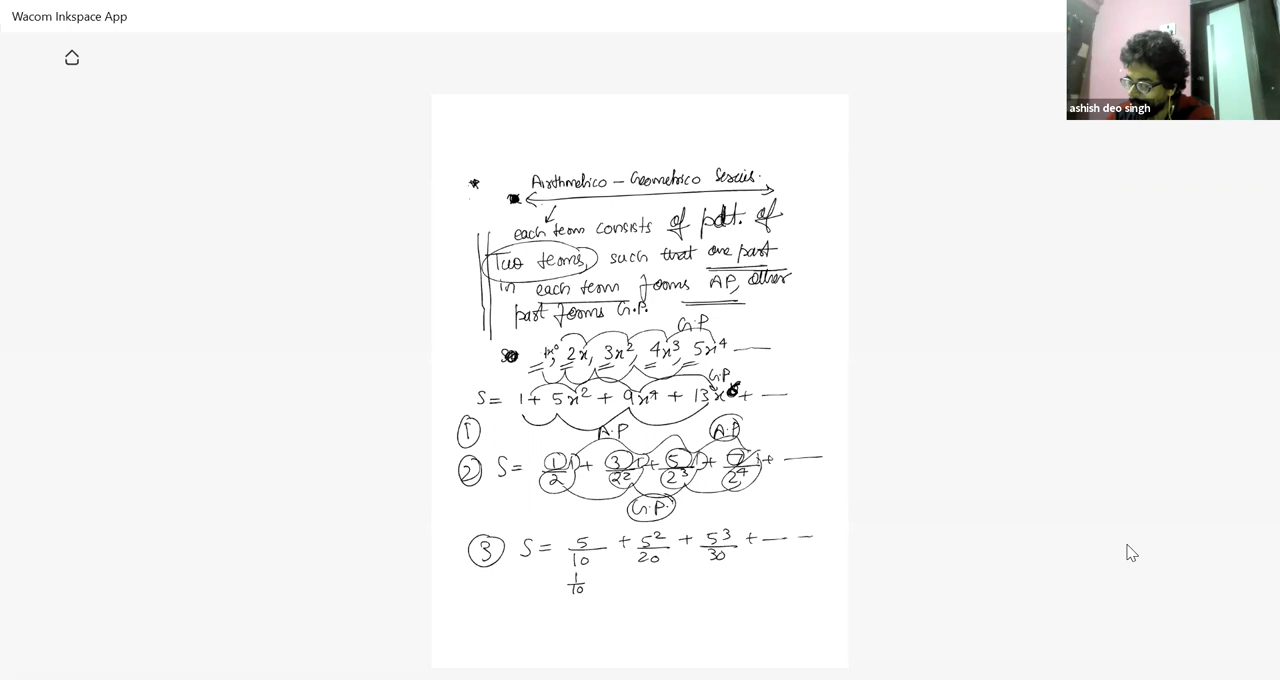 Wacom Inkspace App
ashish deo singh
Airthmetico - Geometrico Series.
each term consists of pdt. of
Two terms, such that one part
in each term forms AP, other
part forms G.P.
G.P
1x⁰, 2x, 3x², 4x³, 5x⁴ —
G.P
S = 1 + 5x² + 9x⁴ + 13x⁶ + —
①
A.P A.P
② S = 1/2 + 3/2² + 5/2³ + 7/2⁴ + —
G.P.
③ S = 5/10 + 5²/20 + 5³/30 + — —
1/10